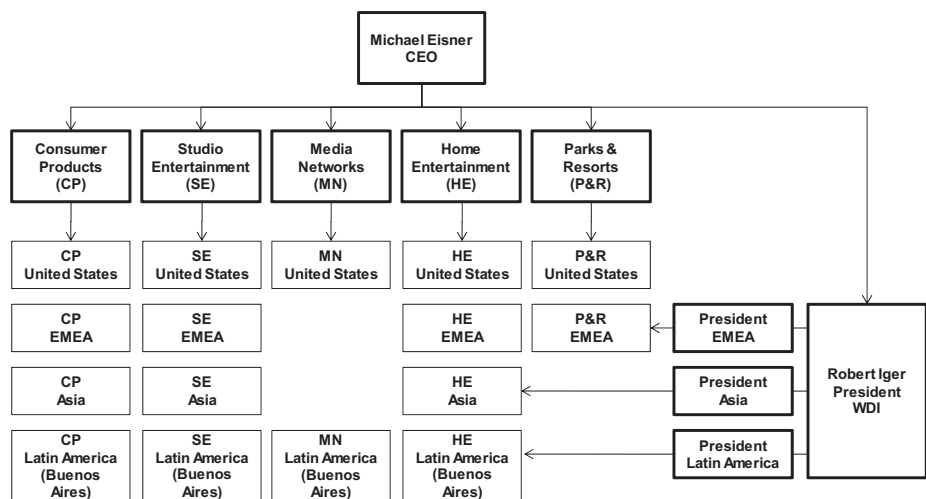 Michael Eisner
CEO
Consumer
Products
(CP)
Studio
Entertainment
(SE)
Media
Networks
(MN)
Home
Entertainment
(HE)
Parks &
Resorts
(P&R)
CP
United States
SE
United States
MN
United States
HE
United States
P&R
United States
CP
EMEA
SE
EMEA
HE
EMEA
P&R
EMEA
President
EMEA
Robert Iger
President
WDI
CP
Asia
SE
Asia
HE
Asia
President
Asia
CP
Latin America
(Buenos
Aires)
SE
Latin America
(Buenos
Aires)
MN
Latin America
(Buenos
Aires)
HE
Latin America
(Buenos
Aires)
President
Latin America